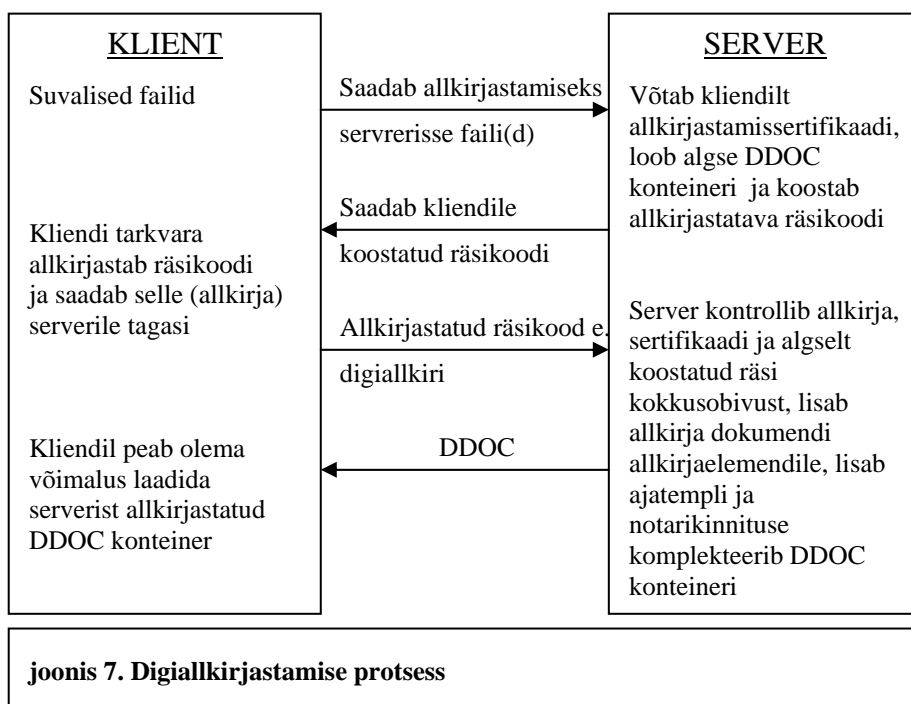 KLIENT
Suvalised failid
Kliendi tarkvara
allkirjastab räsikoodi
ja saadab selle (allkirja)
serverile tagasi
Kliendil peab olema
võimalus laadida
serverist allkirjastatud
DDOC konteiner
Saadab allkirjastamiseks
servrerisse faili(d)
Saadab kliendile
koostatud räsikoodi
Allkirjastatud räsikood e.
digiallkiri
DDOC
SERVER
Võtab kliendilt
allkirjastamissertifikaadi,
loob algse DDOC
konteineri ja koostab
allkirjastatava räsikoodi
Server kontrollib allkirja,
sertifikaadi ja algselt
koostatud räsi
kokkusobivust, lisab
allkirja dokumendi
allkirjaelemendile, lisab
ajatempli ja
notarikinnituse
komplekteerib DDOC
konteineri
joonis 7. Digiallkirjastamise protsess